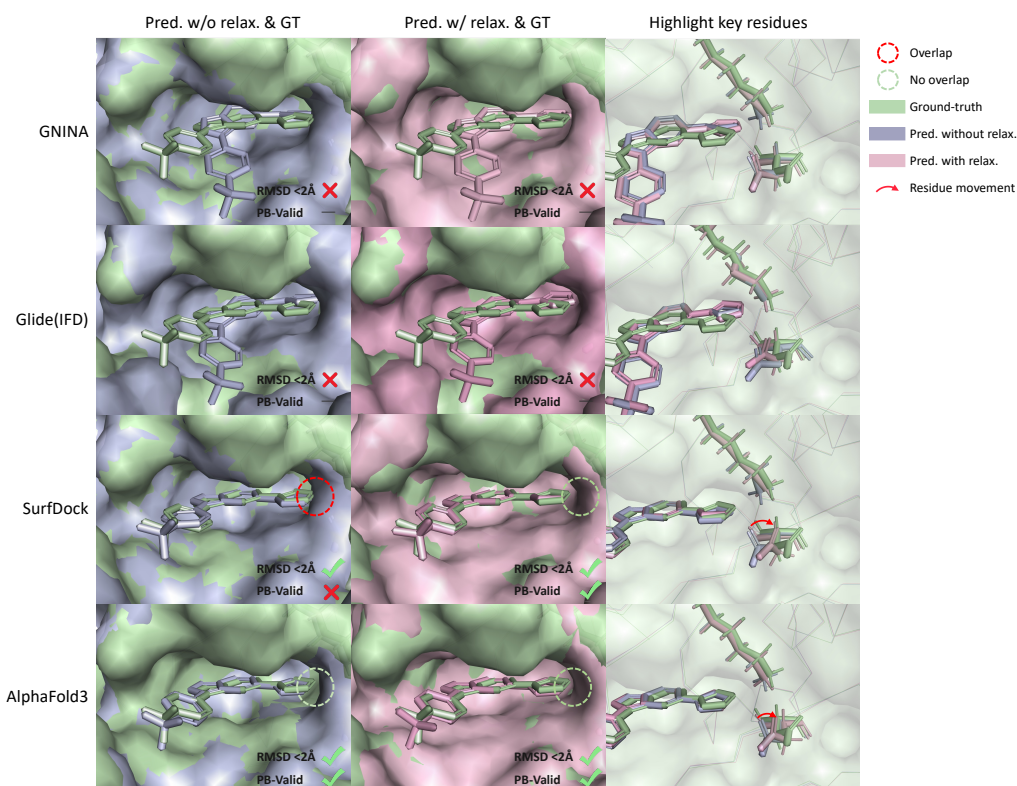 Pred. w/o relax. & GT
Pred. w/ relax. & GT
Highlight key residues
Overlap
No overlap
Ground-truth
Pred. without relax.
Pred. with relax.
Residue movement
GNINA
RMSD <2Å
PB-Valid —
RMSD <2Å
PB-Valid —
Glide(IFD)
RMSD <2Å
PB-Valid —
RMSD <2Å
PB-Valid —
SurfDock
RMSD <2Å
PB-Valid
RMSD <2Å
PB-Valid
AlphaFold3
RMSD <2Å
PB-Valid
RMSD <2Å
PB-Valid